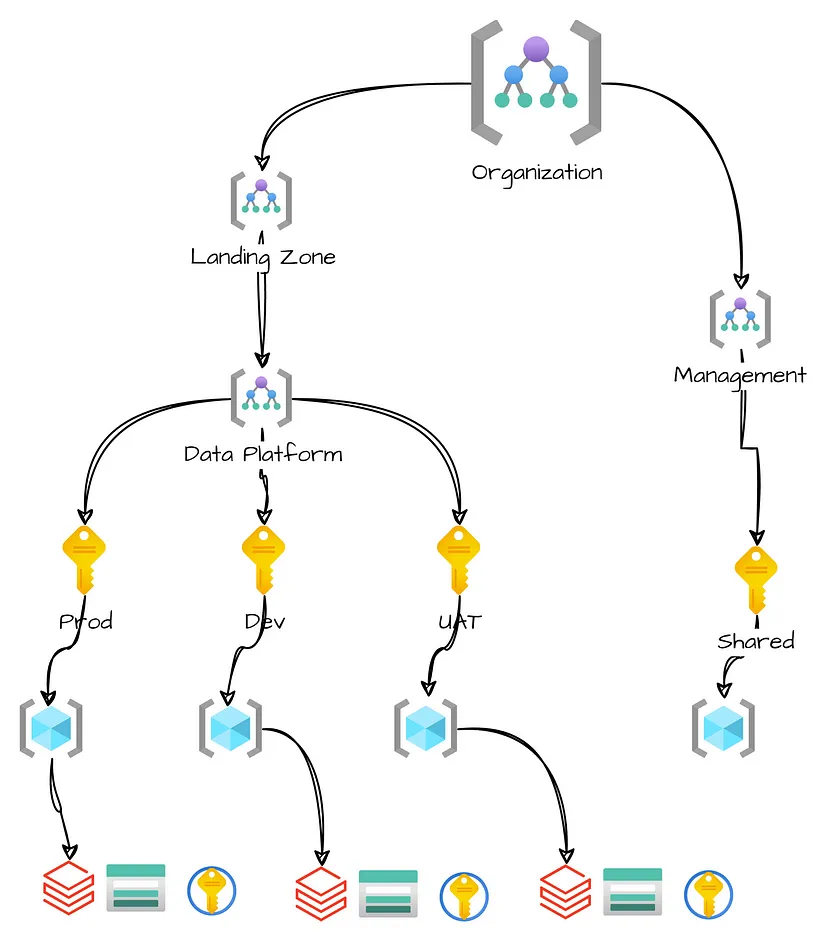 Organization
Landing Zone
Management
Data Platform
Prod
Dev
UAT
Shared